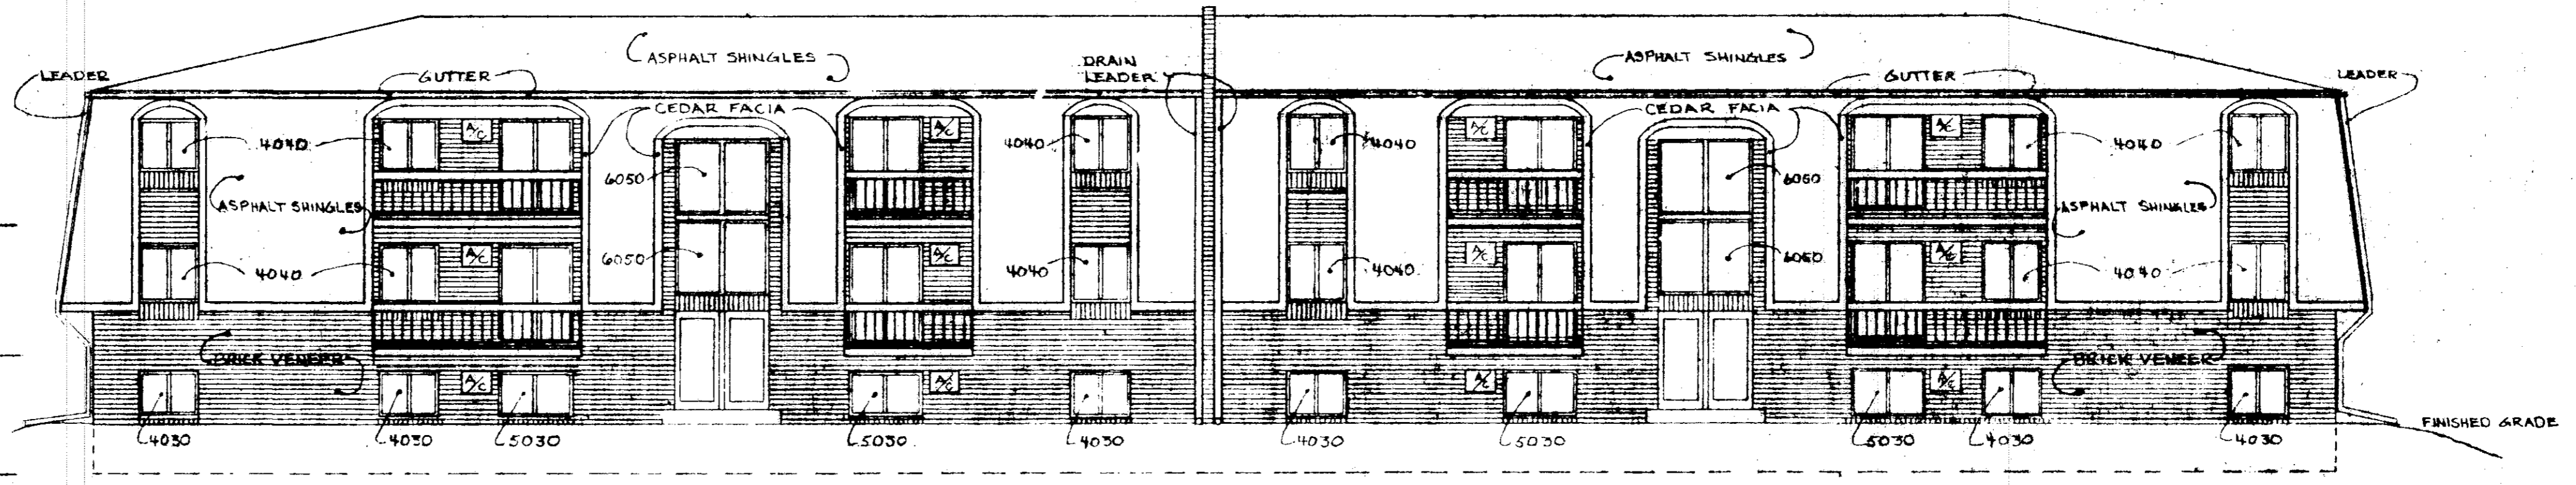 ASPHALT SHINGLES
ASPHALT SHINGLES
DRAIN
LEADER
LEADER
GUTTER
GUTTER
LEADER
CEDAR FACIA
CEDAR FACIA
A/C
A/C
A/C
A/C
4040
4040
4040
4040
6050
6060
ASPHALT SHINGLES
ASPHALT SHINGLES
A/C
A/C
A/C
A/C
6050
6060
4040
4040
4040
4040
BRICK VENEER
BRICK VENEER
A/C
A/C
A/C
A/C
FINISHED GRADE
4030
4030
5030
5030
4030
4030
5030
5030
4030
4030